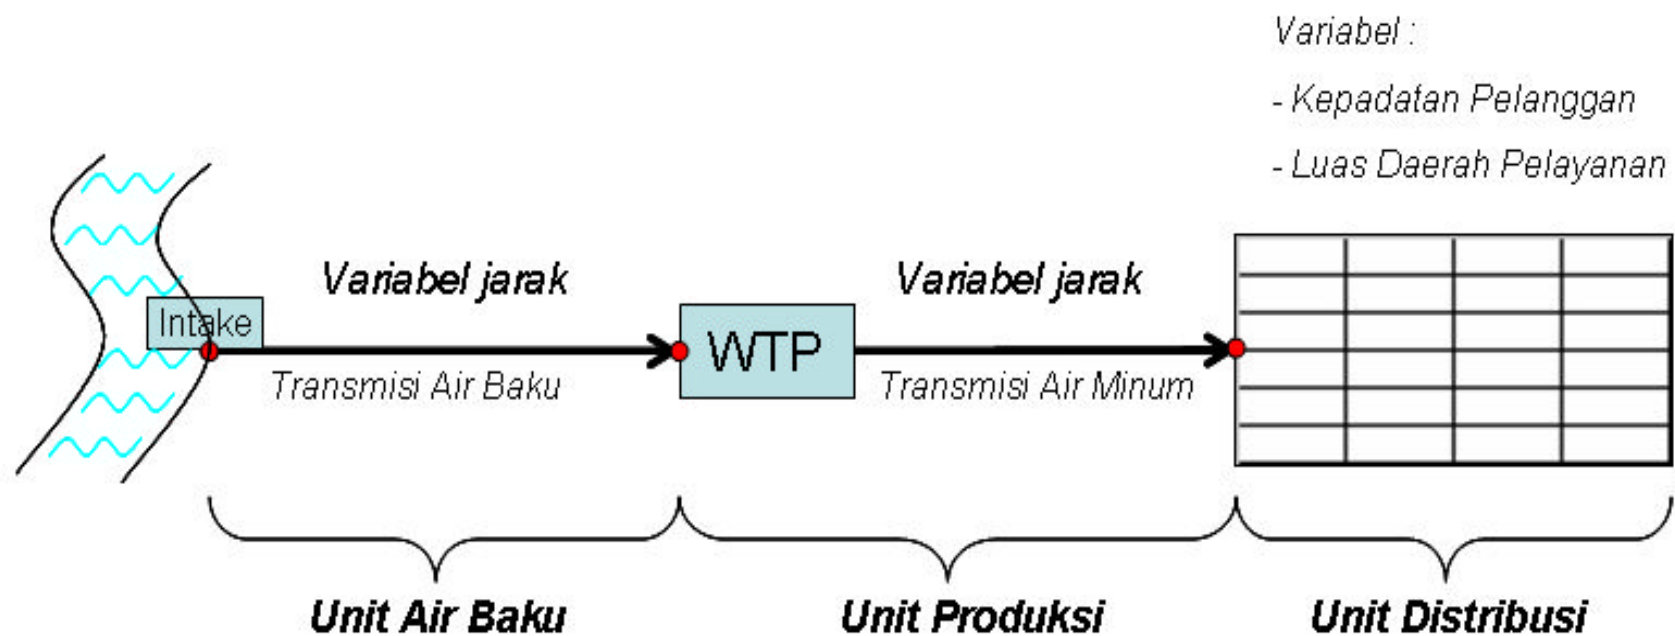 Variabel :
- Kepadatan Pelanggan
- Luas Daerah Pelayanan
Variabel jarak
Variabel jarak
Intake
WTP
Transmisi Air Baku
Transmisi Air Minum
Unit Air Baku
Unit Produksi
Unit Distribusi